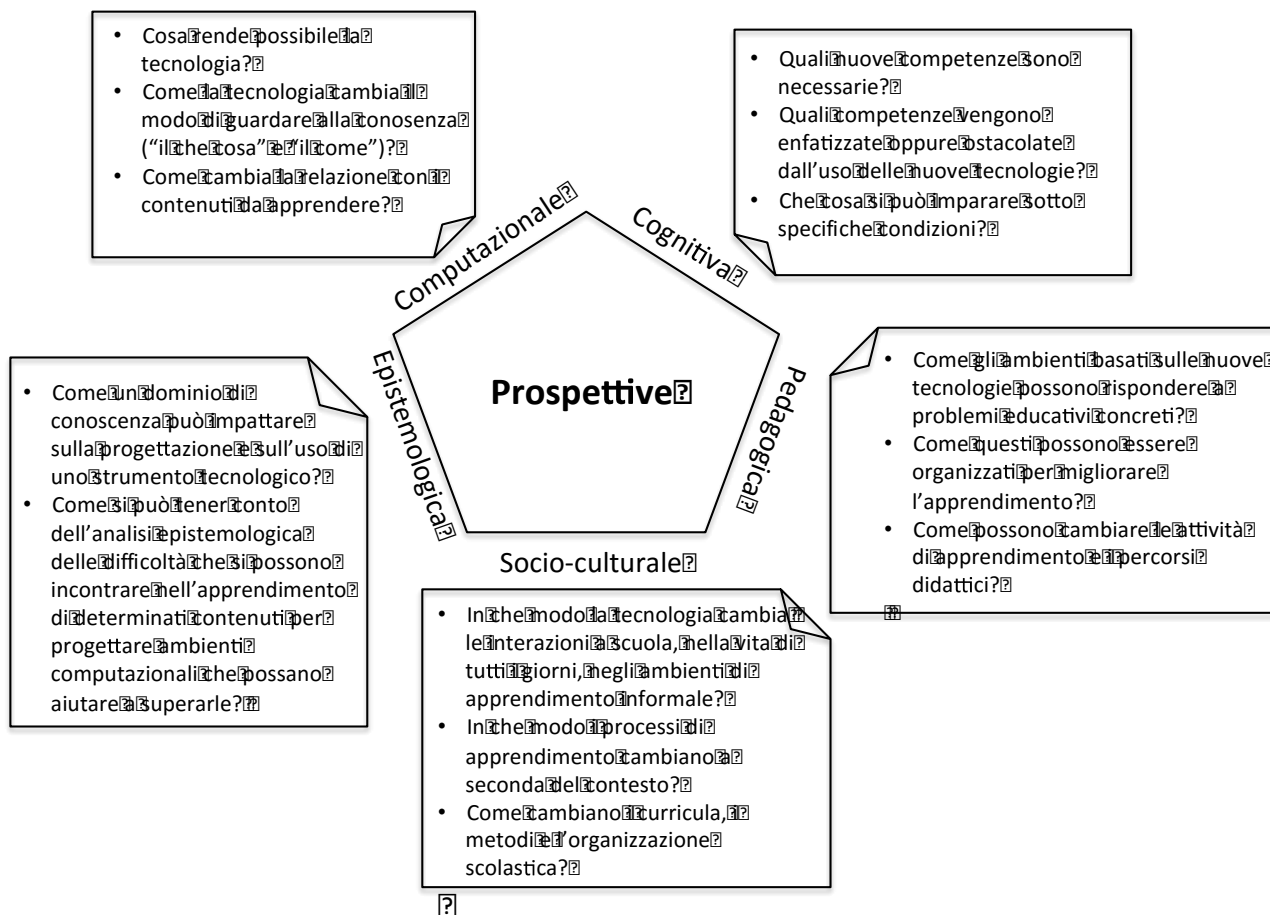 • Cosa rende possibile la
tecnologia?
• Come la tecnologia cambia il
modo di guardare alla conosenza
(“il che cosa” e “il come”)?
• Come cambia la relazione con i
contenuti da apprendere?
• Quali nuove competenze sono
necessarie?
• Quali competenze vengono
enfatizzate oppure ostacolate
dall’uso delle nuove tecnologie?
• Che cosa si può imparare sotto
specifiche condizioni?
Computazionale
Cognitiva
Epistemologica
Prospettive
Pedagogica
Socio-culturale
• Come un dominio di
conoscenza può impattare
sulla progettazione e sull’uso di
uno strumento tecnologico?
• Come si può tener conto
dell’analisi epistemologica
delle difficoltà che si possono
incontrare nell’apprendimento
di determinati contenuti per
progettare ambienti
computazionali che possano
aiutare a superarle?
• Come gli ambienti basati sulle nuove
tecnologie possono rispondere a
problemi educativi concreti?
• Come questi possono essere
organizzati per migliorare
l’apprendimento?
• Come possono cambiare le attività
di apprendimento e i percorsi
didattici?
• In che modo la tecnologia cambia
le interazioni a scuola, nella vita di
tutti i giorni, negli ambienti di
apprendimento informale?
• In che modo i processi di
apprendimento cambiano a
seconda del contesto?
• Come cambiano i curricula, i
metodi e l’organizzazione
scolastica?